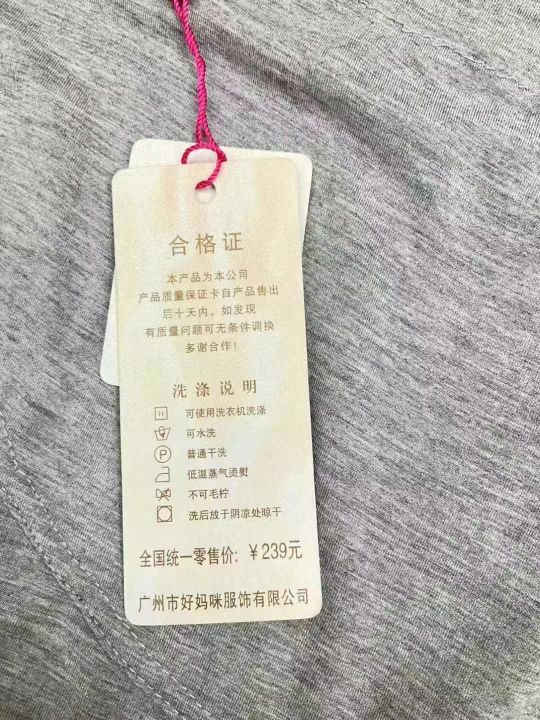 合格证
本产品为本公司
产品质量保证卡自产品售出
后十天内，如发现
有质量问题可无条件调换
多谢合作！
洗涤说明
可使用洗衣机洗涤
可水洗
P 普通干洗
低温蒸气烫熨
不可毛柠
洗后放于阴凉处晾干
全国统一零售价：￥239元
广州市好妈咪服饰有限公司